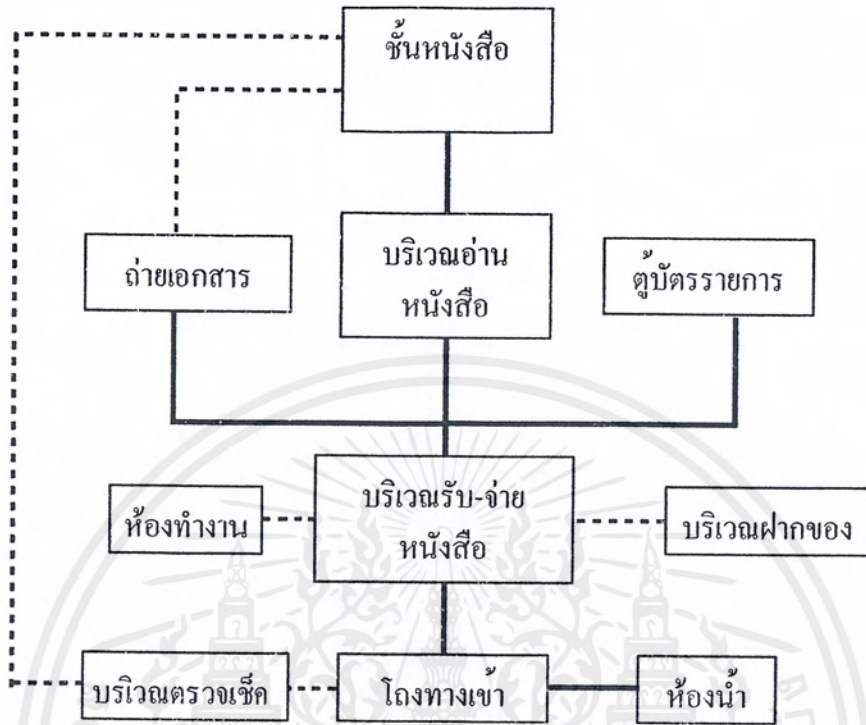 ชั้นหนังสือ
ถ่ายเอกสาร
บริเวณอ่าน
หนังสือ
ตู้บัตรรายการ
ห้องทำงาน
บริเวณรับ-จ่าย
หนังสือ
บริเวณฝากของ
บริเวณตรวจเช็ค
โถงทางเข้า
ห้องน้ำ